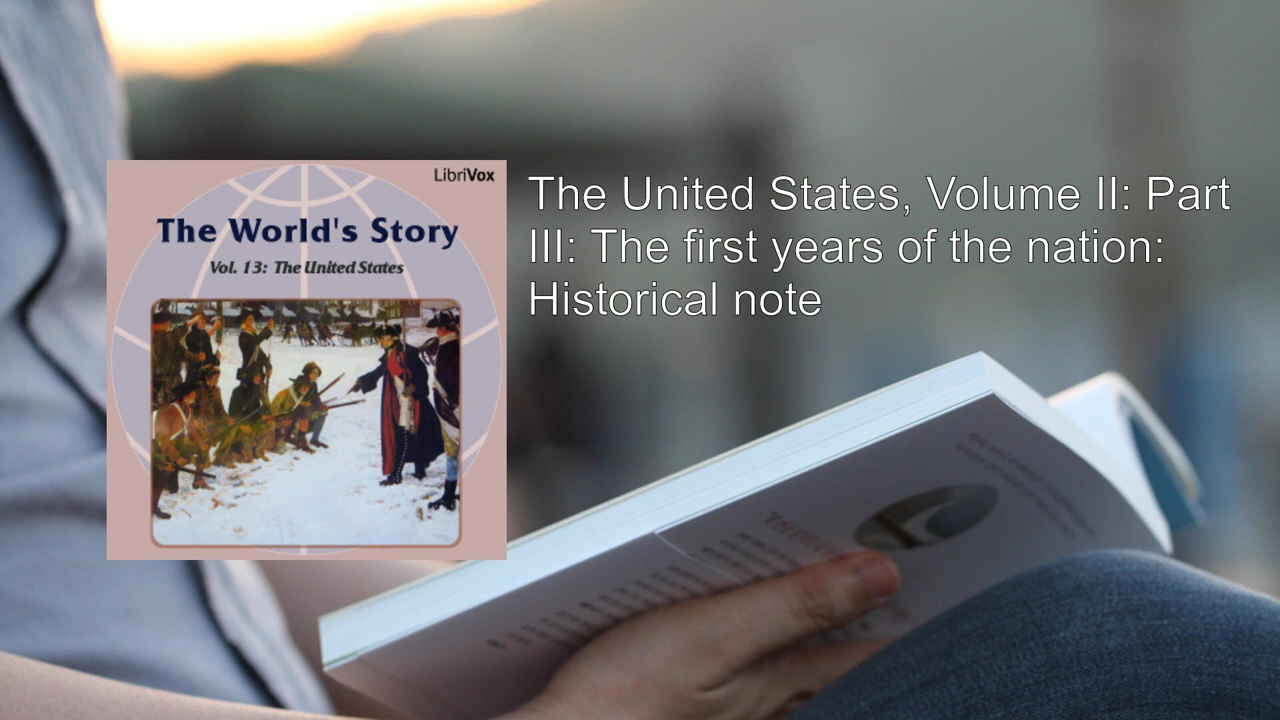 LibriVox
The World's Story
Vol. 13: The United States
The United States, Volume II: Part
III: The first years of the nation:
Historical note